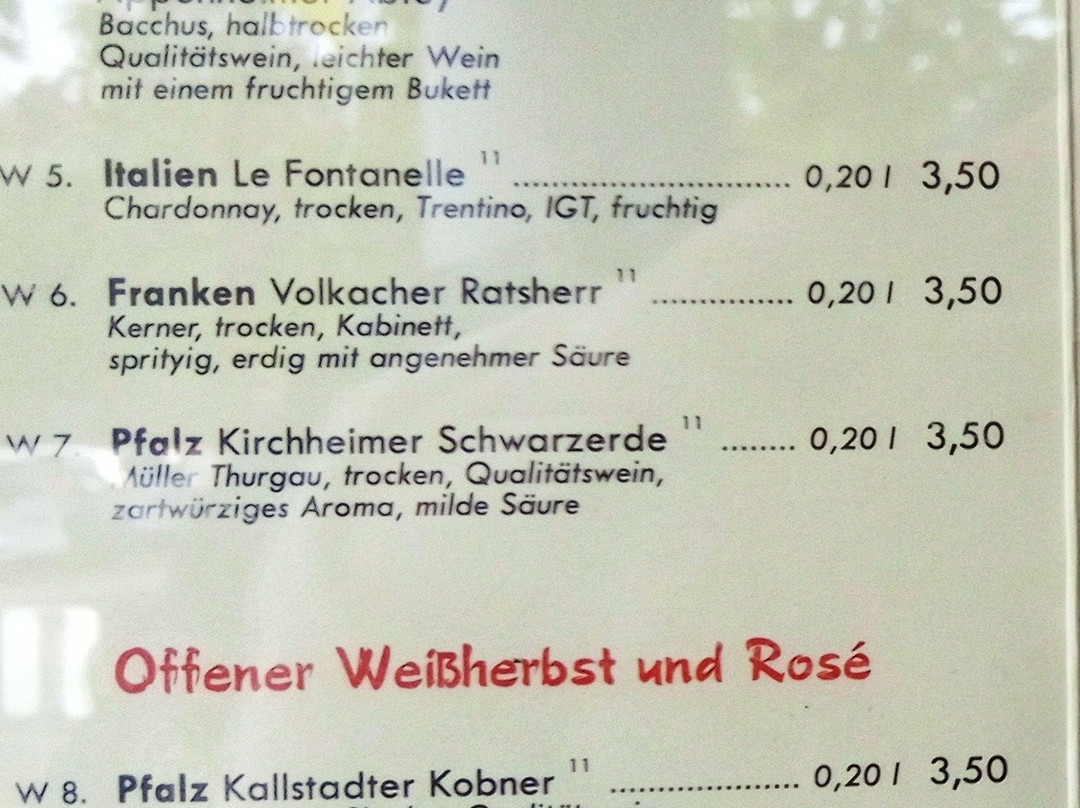 Bacchus, halbtrocken
Qualitätswein, leichter Wein
mit einem fruchtigem Bukett
W 5. Italien Le Fontanelle 11 ............................ 0,20 l 3,50
Chardonnay, trocken, Trentino, IGT, fruchtig
W 6. Franken Volkacher Ratsherr 11 ............... 0,20 l 3,50
Kerner, trocken, Kabinett,
sprityig, erdig mit angenehmer Säure
W 7. Pfalz Kirchheimer Schwarzerde 11 ........ 0,20 l 3,50
Müller Thurgau, trocken, Qualitätswein,
zartwürziges Aroma, milde Säure
Offener Weißherbst und Rosé
W 8. Pfalz Kallstadter Kobner 11 ................... 0,20 l 3,50